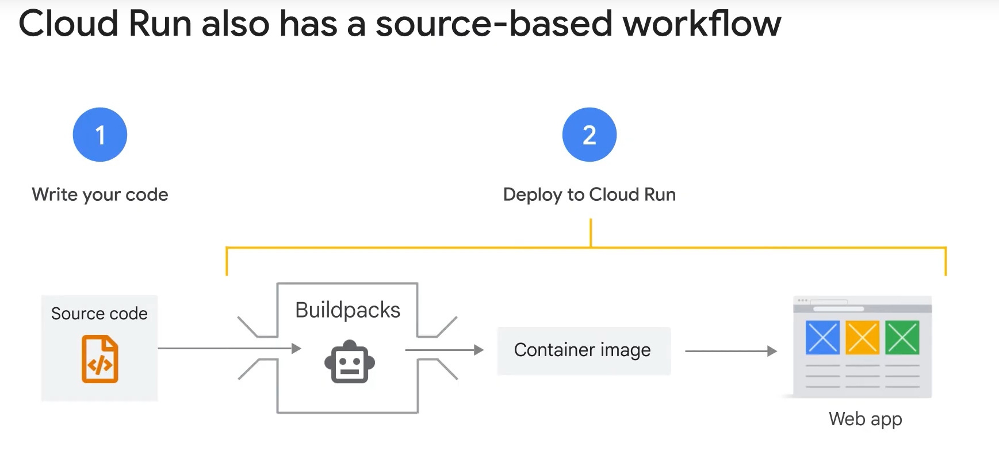 Cloud Run also has a source-based workflow
1
2
Write your code
Deploy to Cloud Run
Source code
</>
Buildpacks
Container image
Web app